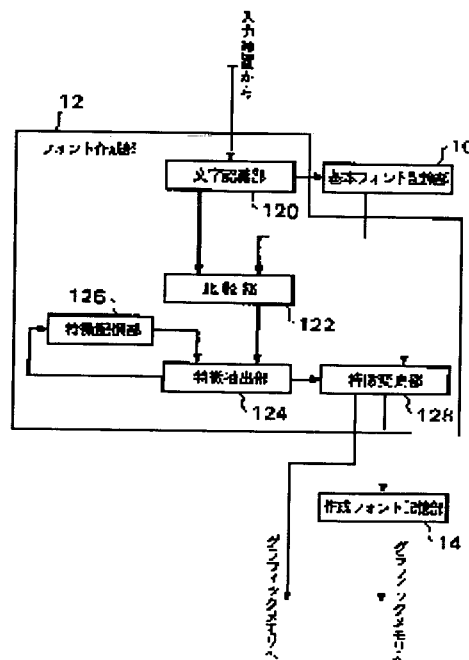 入力装置から
12
フォント作成部
10
文字認識部
基本フォント記憶部
120
比較部
126
122
特徴記憶部
特徴抽出部
特徴変更部
124
128
作成フォント記憶部
14
グラフィックメモリへ
グラフィックメモリへ